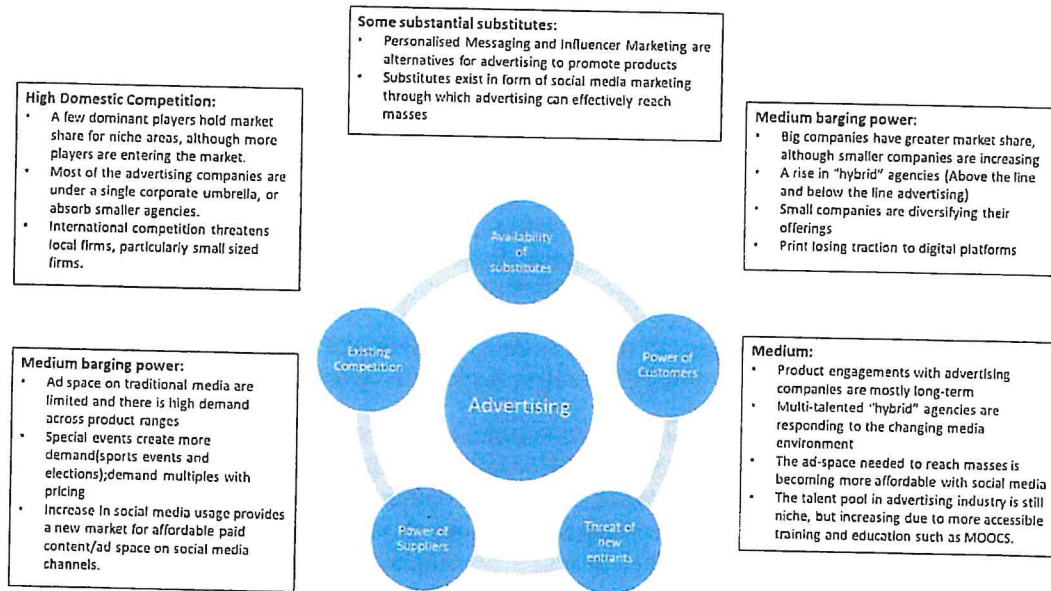 Some substantial substitutes:
• Personalised Messaging and Influencer Marketing are
alternatives for advertising to promote products
• Substitutes exist in form of social media marketing
through which advertising can effectively reach
masses
High Domestic Competition:
• A few dominant players hold market
share for niche areas, although more
players are entering the market.
• Most of the advertising companies are
under a single corporate umbrella, or
absorb smaller agencies.
• International competition threatens
local firms, particularly small sized
firms.
Medium barging power:
• Big companies have greater market share,
although smaller companies are increasing
• A rise in "hybrid" agencies (Above the line
and below the line advertising)
• Small companies are diversifying their
offerings
• Print losing traction to digital platforms
Availability
of
substitutes
Existing
Competition
Power of
Customers
Advertising
Power of
Suppliers
Threat of
new
entrants
Medium barging power:
• Ad space on traditional media are
limited and there is high demand
across product ranges
• Special events create more
demand(sports events and
elections);demand multiples with
pricing
• Increase in social media usage provides
a new market for affordable paid
content/ad space on social media
channels.
Medium:
• Product engagements with advertising
companies are mostly long-term
• Multi-talented "hybrid" agencies are
responding to the changing media
environment
• The ad-space needed to reach masses is
becoming more affordable with social media
• The talent pool in advertising industry is still
niche, but increasing due to more accessible
training and education such as MOOCS.